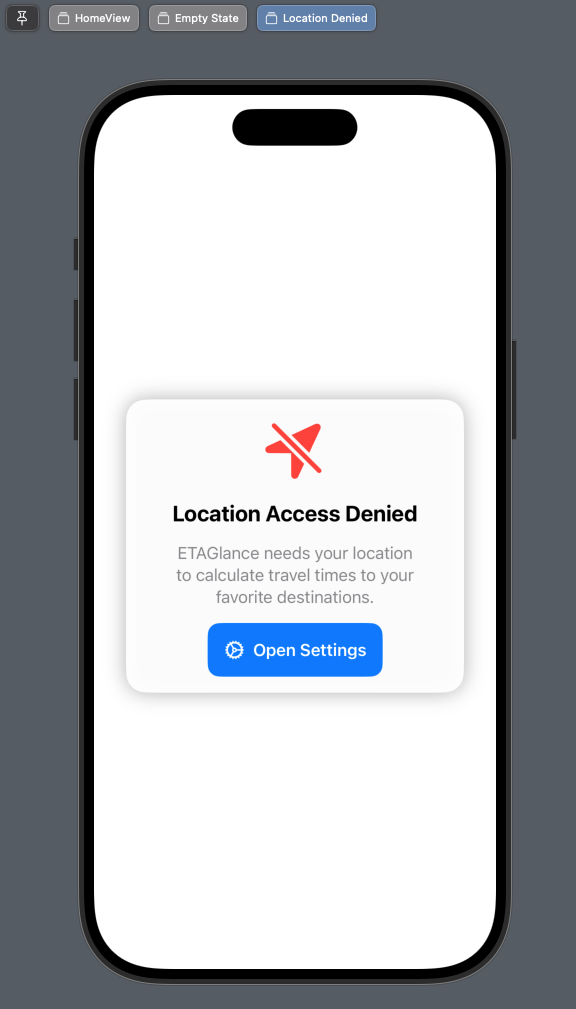 HomeView
Empty State
Location Denied
Location Access Denied
ETAGlance needs your location
to calculate travel times to your
favorite destinations.
Open Settings